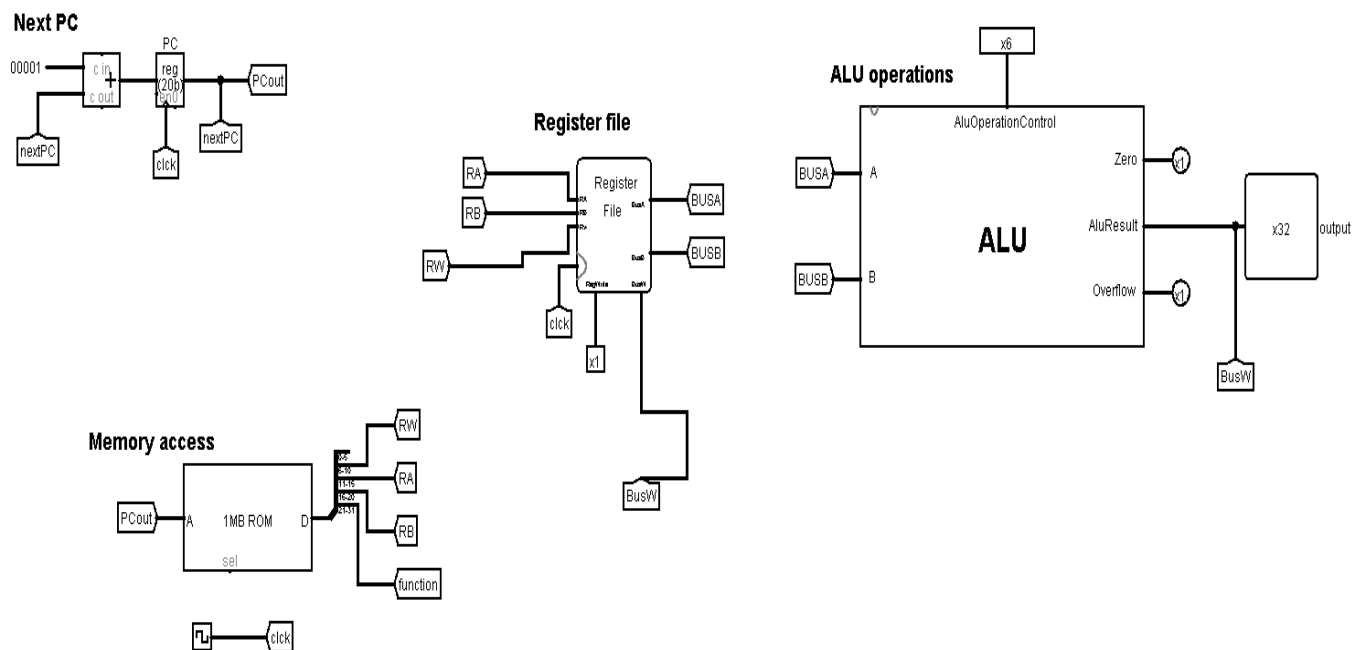 Next PC
PC
00001
c in
c out
+
reg
(20b)
en0
PCout
nextPC
clck
nextPC
Register file
RA
RB
RW
Register
File
RA
RB
BusA
BusB
RegWrite
BusW
BUSA
BUSB
clck
x1
BusW
ALU operations
x6
AluOperationControl
BUSA
A
BUSB
B
ALU
Zero
x1
AluResult
x32
output
Overflow
x1
BusW
Memory access
PCout
A
1MB ROM
D
sel
0-5
6-10
11-15
16-20
21-31
RW
RA
RB
function
clck